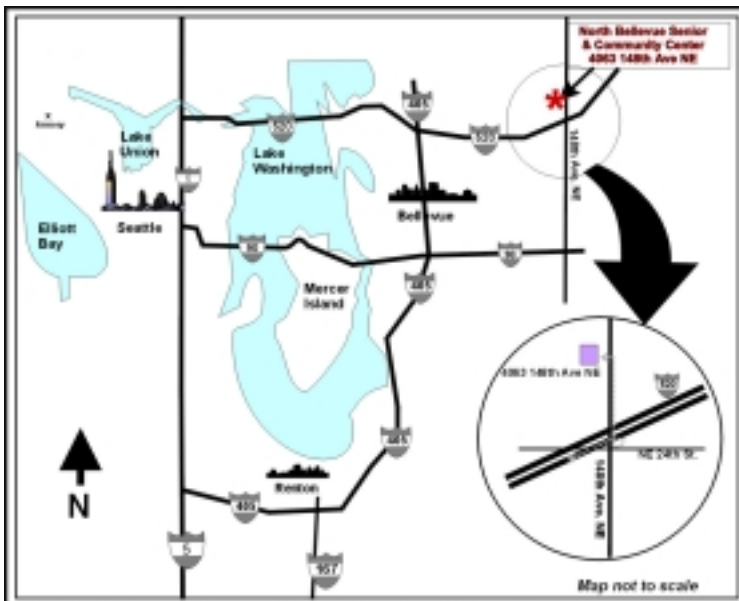 North Bellevue Senior
& Community Center
4063 148th Ave NE
405
520
520
Lake
Union
Lake
Washington
148th Ave, NE
Elliott
Bay
Seattle
Bellevue
90
90
Mercer
Island
405
4063 148th Ave NE
520
NE 24th St.
148th Ave, NE
405
Renton
405
N
5
167
Map not to scale